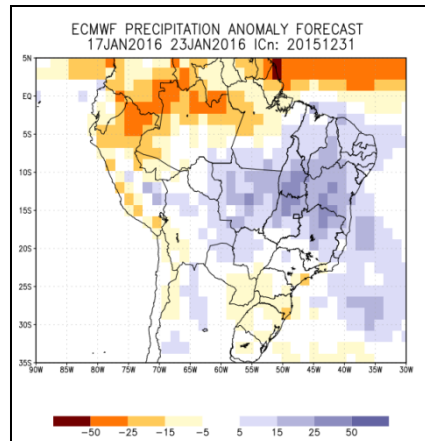 ECMWF PRECIPITATION ANOMALY FORECAST
17JAN2016 23JAN2016 ICn: 20151231
5N
EQ
5S
10S
15S
20S
25S
30S
35S
90W 85W 80W 75W 70W 65W 60W 55W 50W 45W 40W 35W 30W
-50 -25 -15 -5 5 15 25 50